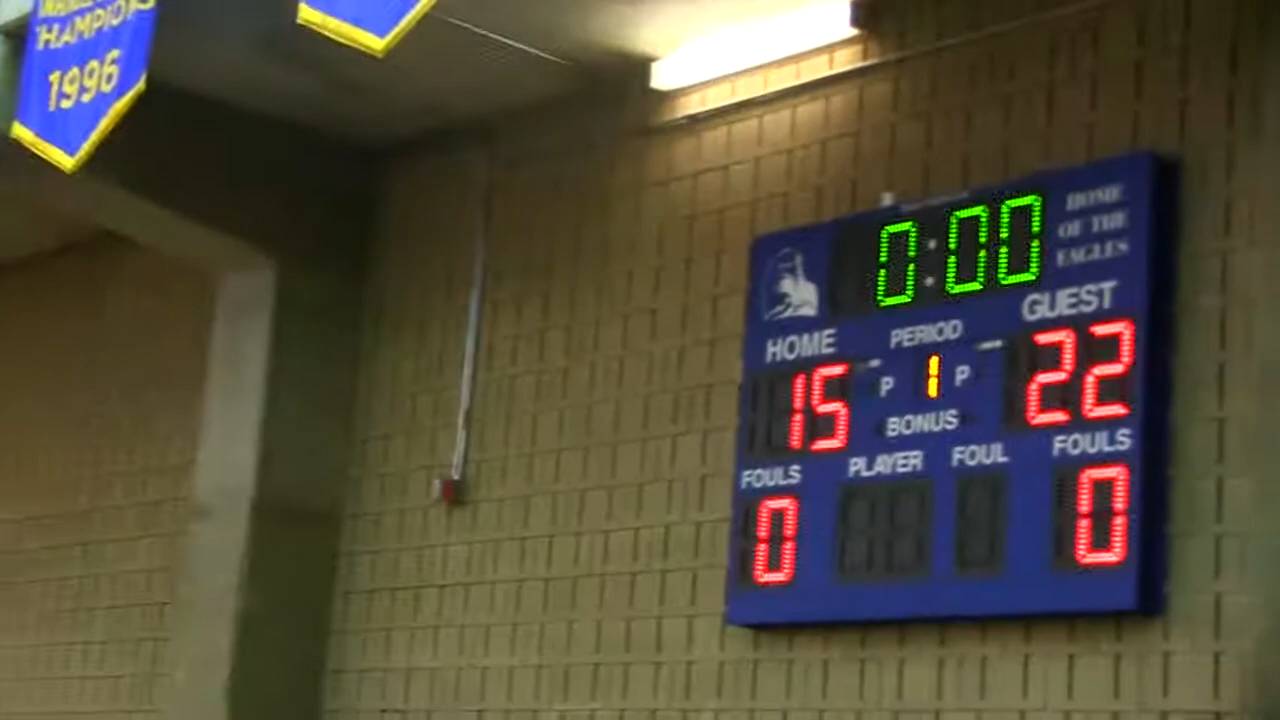 CHAMPIONS
1996
0:00
HOME
OF THE
EAGLES
HOME
PERIOD
GUEST
15
P 1 P
22
BONUS
FOULS
PLAYER
FOUL
FOULS
0
0